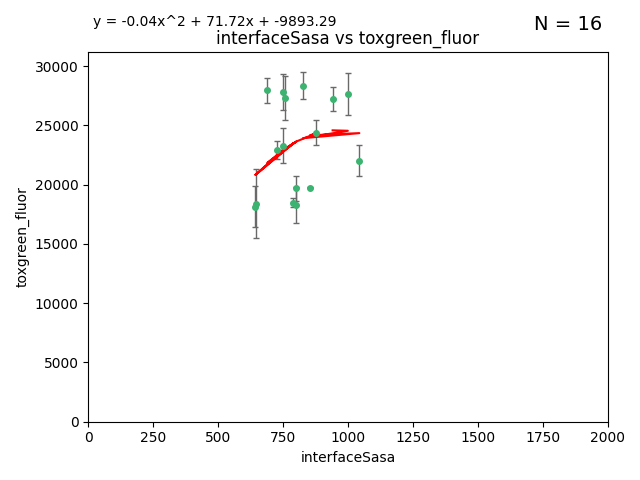 y = -0.04x^2 + 71.72x + -9893.29
N = 16
interfaceSasa vs toxgreen_fluor
toxgreen_fluor
30000
25000
20000
15000
10000
5000
0
0 250 500 750 1000 1250 1500 1750 2000
interfaceSasa